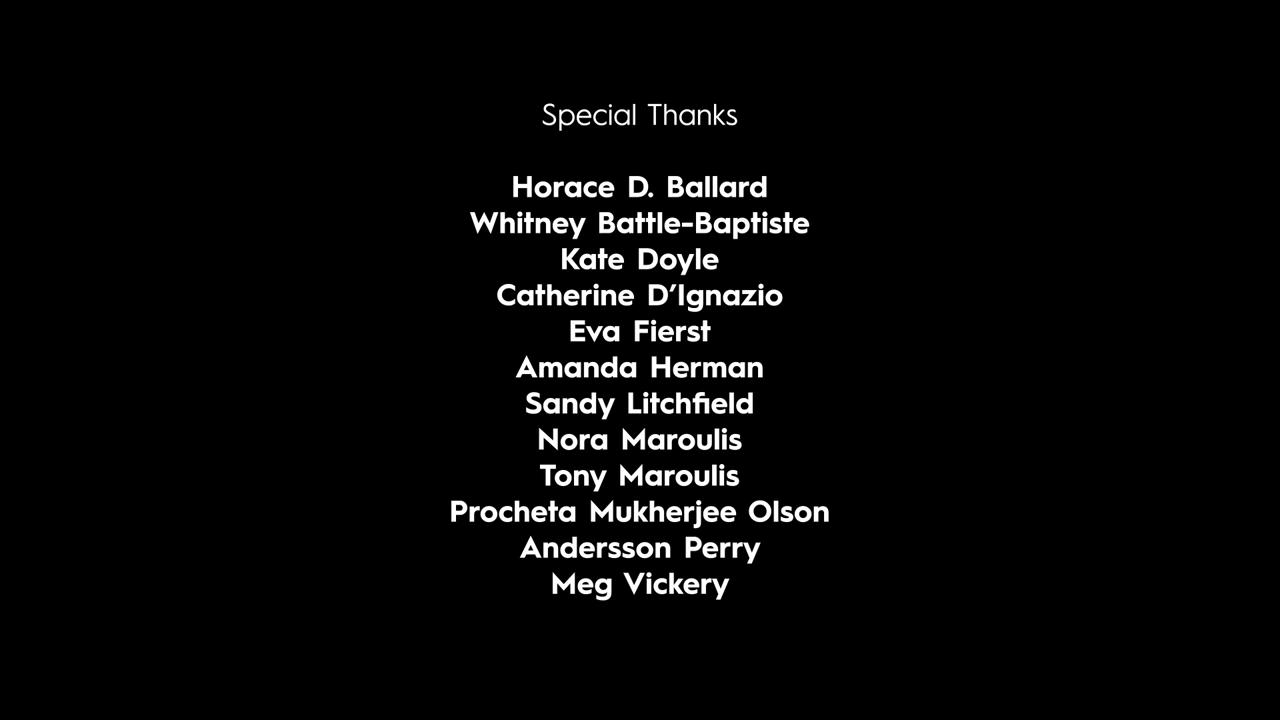 Special Thanks
Horace D. Ballard
Whitney Battle-Baptiste
Kate Doyle
Catherine D’Ignazio
Eva Fierst
Amanda Herman
Sandy Litchfield
Nora Maroulis
Tony Maroulis
Procheta Mukherjee Olson
Andersson Perry
Meg Vickery